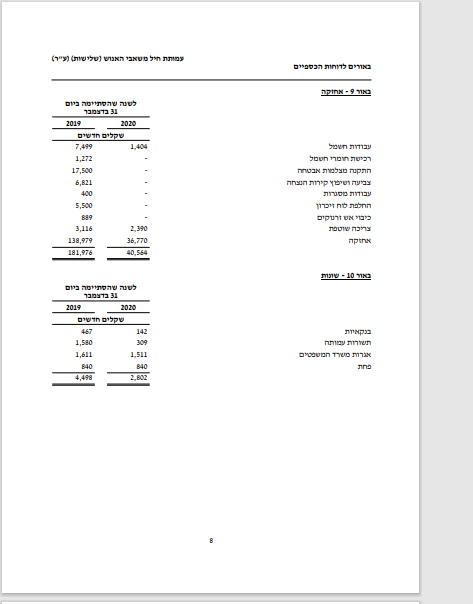 עמותת חיל משאבי האנוש (שלישות) (ע״ר)
באורים לדוחות הכספיים
באור 9 - אחזקה
לשנה שהסתיימה ביום
31 בדצמבר
2020 2019
שקלים חדשים
עבודות חשמל 1,404 7,499
רכישת חומרי חשמל - 1,272
התקנה מצלמות אבטחה - 17,500
צביעה ושיפוץ קירות הנצחה - 6,821
עבודות מסגרות - 400
החלפת לוח זיכרון - 5,500
כיבוי אש וזרנוקים - 889
צריכה שוטפת 2,390 3,116
אחזקה 36,770 138,979
40,564 181,976
באור 10 - שונות
לשנה שהסתיימה ביום
31 בדצמבר
2020 2019
שקלים חדשים
בנקאיות 142 467
תשורות עמותה 309 1,580
אגרות משרד המשפטים 1,511 1,611
פחת 840 840
2,802 4,498
8